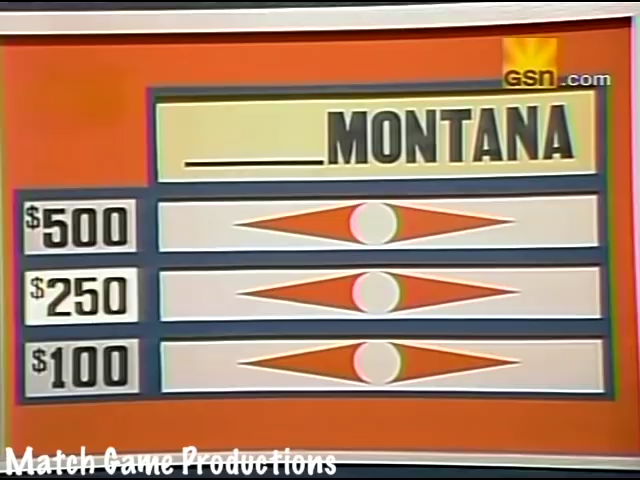 GSN.com
_____MONTANA
$500
$250
$100
Match Game Productions